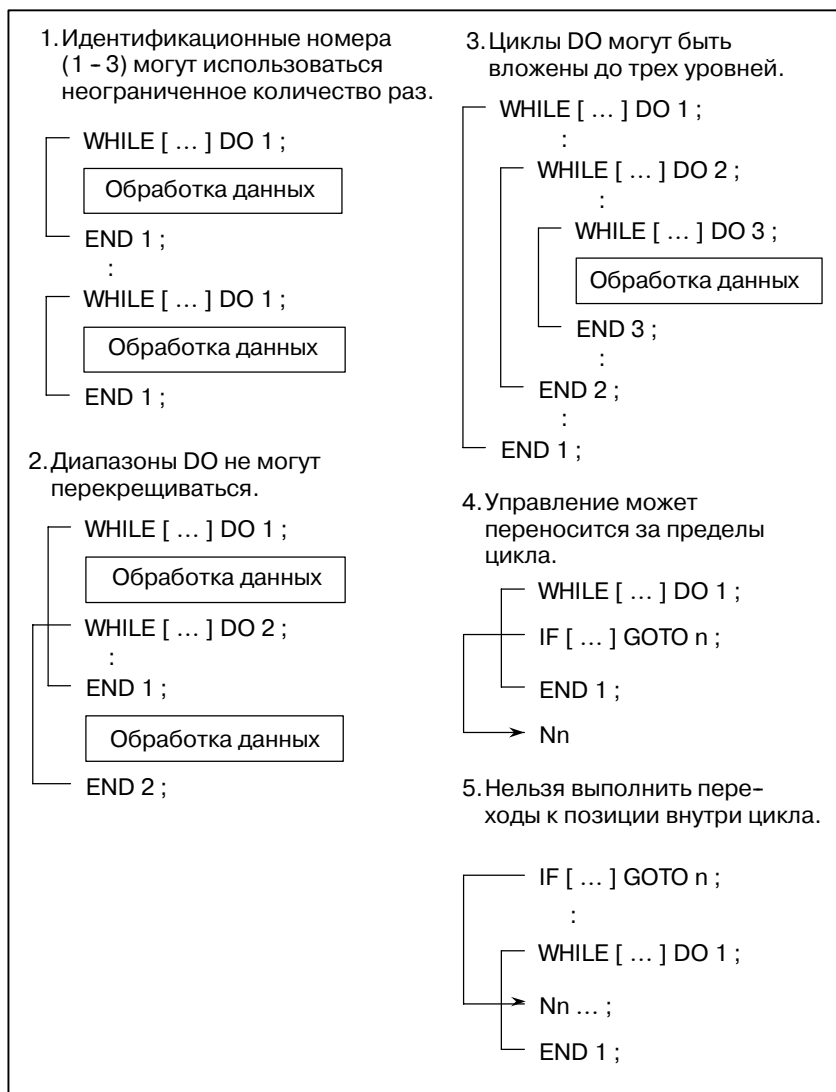 1.Идентификационные номера
(1 - 3) могут использоваться
неограниченное количество раз.
WHILE [ … ] DO 1 ;
Обработка данных
END 1 ;
:
WHILE [ … ] DO 1 ;
Обработка данных
END 1 ;
2.Диапазоны DO не могут
перекрещиваться.
WHILE [ … ] DO 1 ;
Обработка данных
WHILE [ … ] DO 2 ;
:
END 1 ;
Обработка данных
END 2 ;
3.Циклы DO могут быть
вложены до трех уровней.
WHILE [ … ] DO 1 ;
:
WHILE [ … ] DO 2 ;
:
WHILE [ … ] DO 3 ;
Обработка данных
END 3 ;
:
END 2 ;
:
END 1 ;
4.Управление может
переносится за пределы
цикла.
WHILE [ … ] DO 1 ;
IF [ … ] GOTO n ;
END 1 ;
Nn
5.Нельзя выполнить пере-
ходы к позиции внутри цикла.
IF [ … ] GOTO n ;
:
WHILE [ … ] DO 1 ;
Nn … ;
END 1 ;